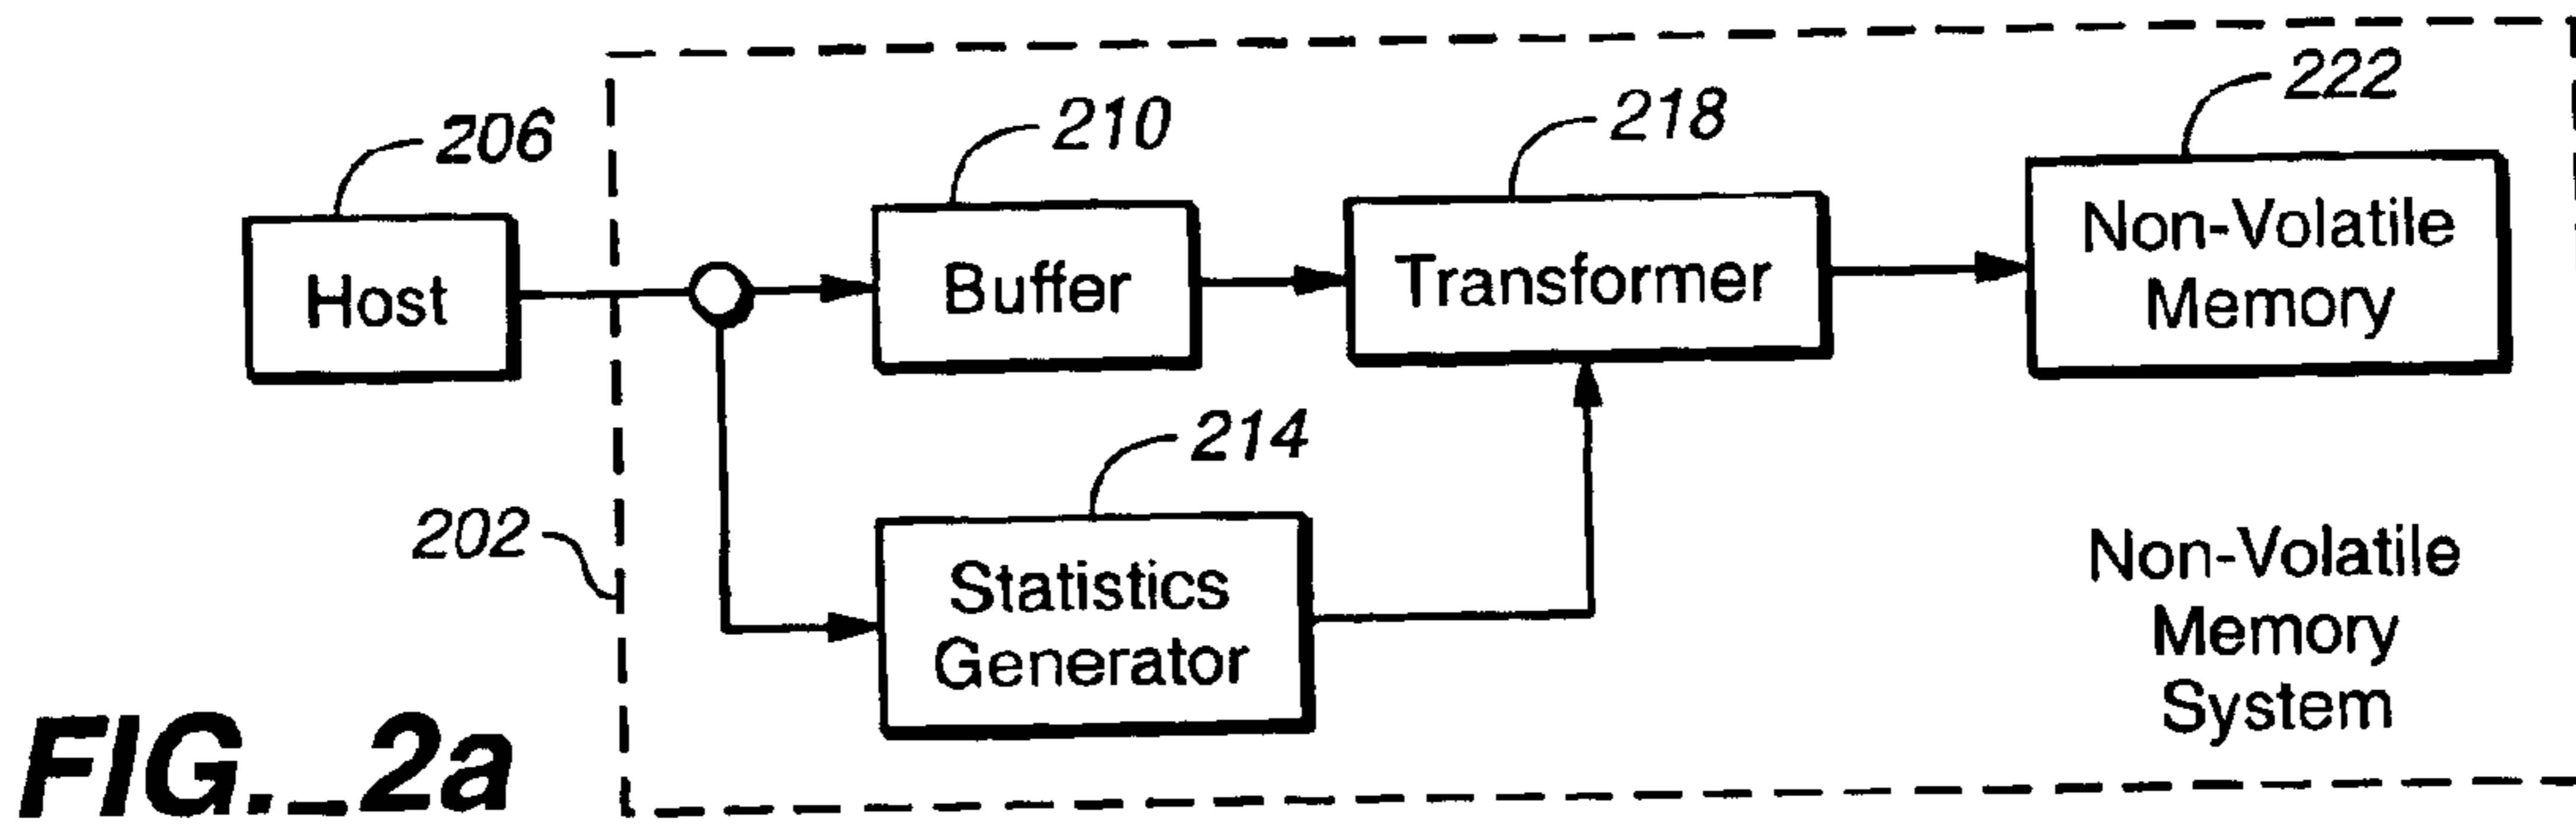 222
210
218
206
Host
Buffer
Transformer
Non-Volatile
Memory
214
202
Statistics
Generator
Non-Volatile
Memory
System
FIG._2a